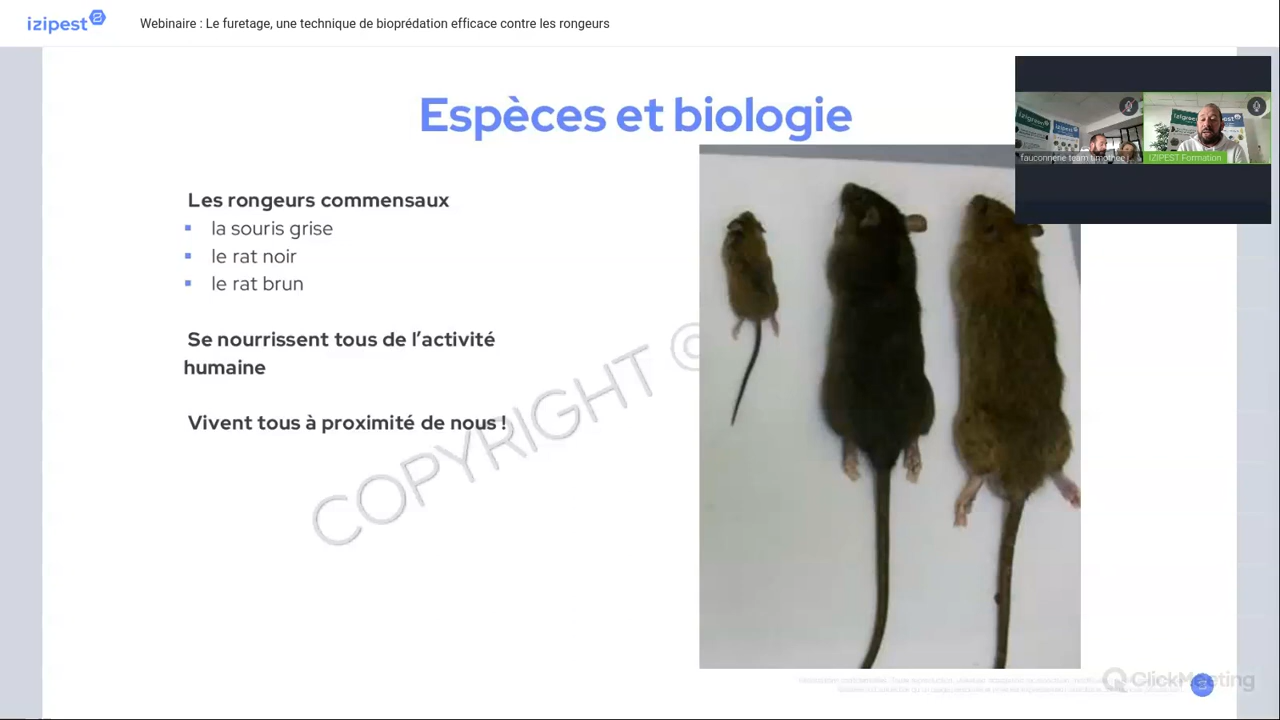 izipest
Webinaire : Le furetage, une technique de bioprédation efficace contre les rongeurs
Espèces et biologie
fauconnerie team
IZIPEST Formation
Les rongeurs commensaux
la souris grise
le rat noir
le rat brun
Se nourrissent tous de l’activité
humaine
Vivent tous à proximité de nous !
COPYRIGHT ©
ClickMeeting